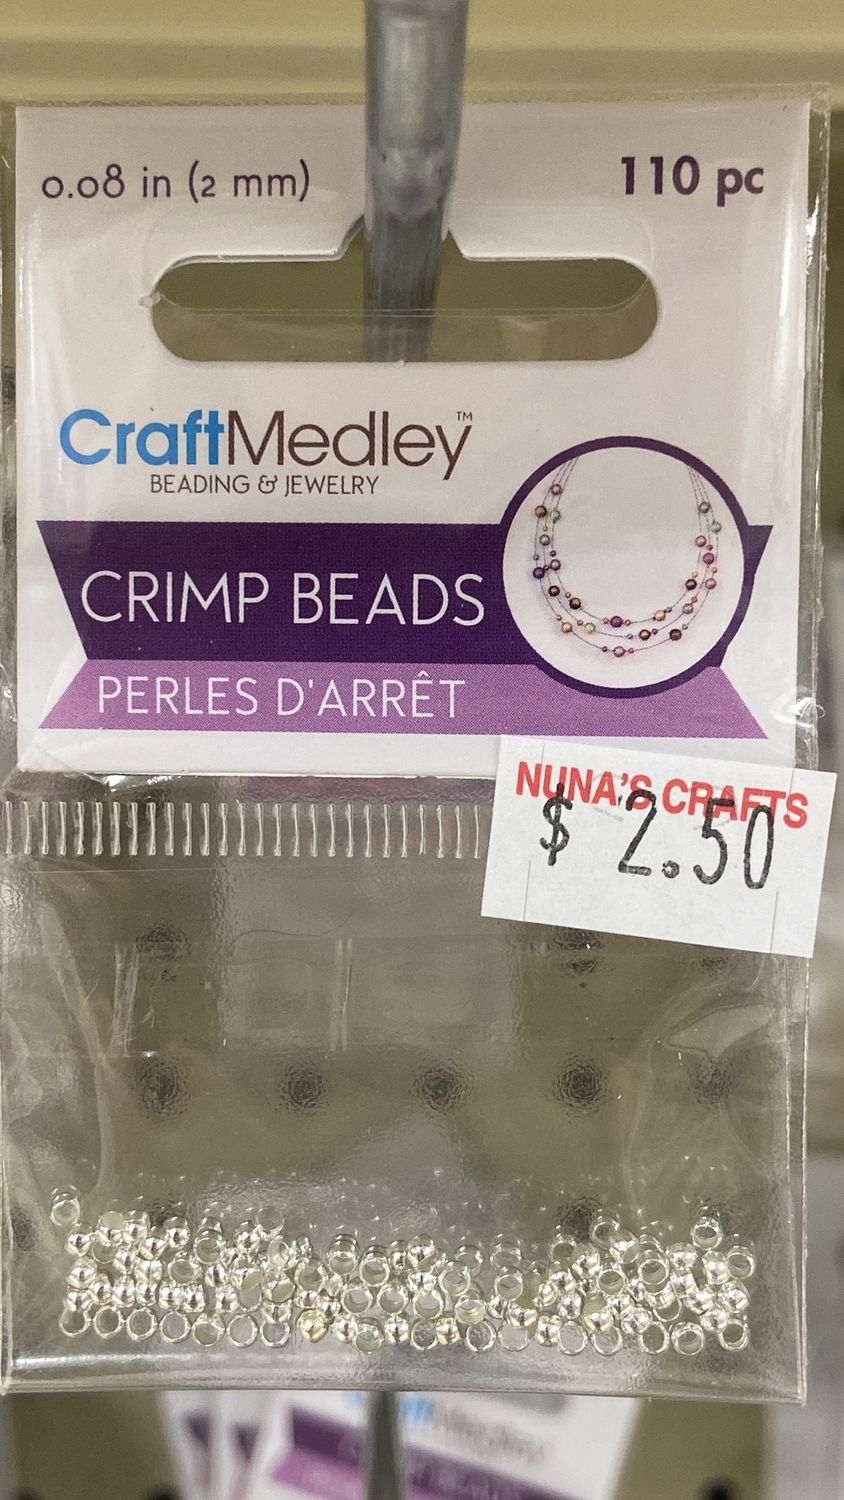 0.08 in (2 mm)
110 pc
CraftMedley™
BEADING & JEWELRY
CRIMP BEADS
PERLES D'ARRÊT
NUNA'S CRAFTS
$ 2.50